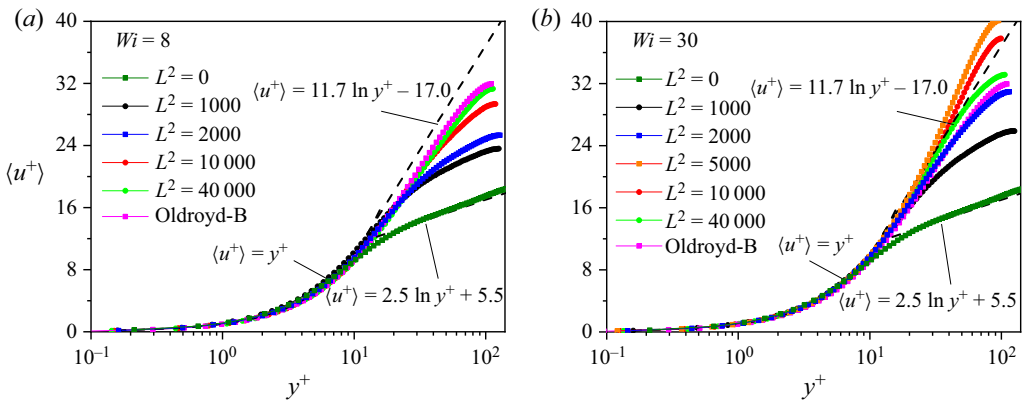 (a)
40
32
24
16
8
0
⟨u⁺⟩
Wi = 8
L² = 0
L² = 1000
L² = 2000
L² = 10 000
L² = 40 000
Oldroyd-B
⟨u⁺⟩ = 11.7 ln y⁺ – 17.0
⟨u⁺⟩ = y⁺
⟨u⁺⟩ = 2.5 ln y⁺ + 5.5
10⁻¹ 10⁰ 10¹ 10²
y⁺
(b)
40
32
24
16
8
0
Wi = 30
L² = 0
L² = 1000
L² = 2000
L² = 5000
L² = 10 000
L² = 40 000
Oldroyd-B
⟨u⁺⟩ = 11.7 ln y⁺ – 17.0
⟨u⁺⟩ = y⁺
⟨u⁺⟩ = 2.5 ln y⁺ + 5.5
10⁻¹ 10⁰ 10¹ 10²
y⁺